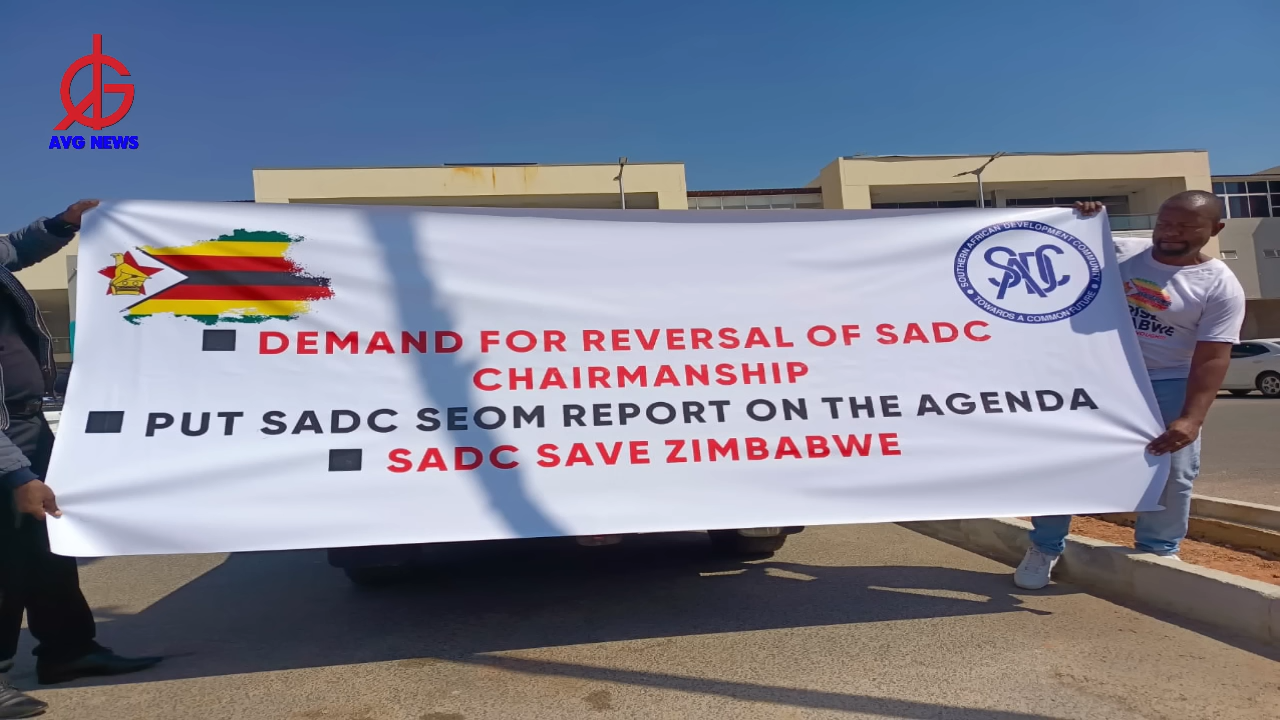 AVG NEWS
SOUTHERN AFRICAN DEVELOPMENT COMMUNITY
SADC
TOWARDS A COMMON FUTURE
DEMAND FOR REVERSAL OF SADC
CHAIRMANSHIP
PUT SADC SEOM REPORT ON THE AGENDA
SADC SAVE ZIMBABWE